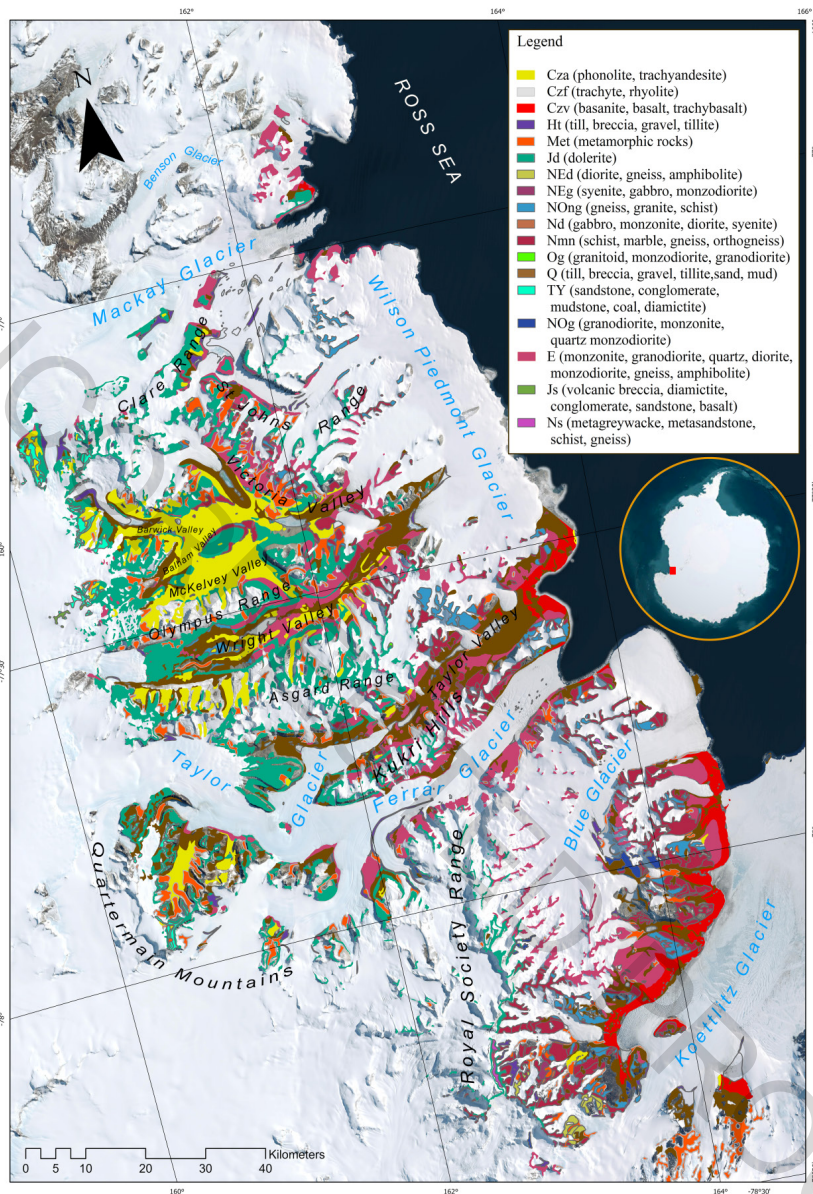 162°
164°
166°
Legend
Cza (phonolite, trachyandesite)
Czf (trachyte, rhyolite)
Czv (basanite, basalt, trachybasalt)
Ht (till, breccia, gravel, tillite)
Met (metamorphic rocks)
Jd (dolerite)
NEd (diorite, gneiss, amphibolite)
NEg (syenite, gabbro, monzodiorite)
NOng (gneiss, granite, schist)
Nd (gabbro, monzonite, diorite, syenite)
Nmn (schist, marble, gneiss, orthogneiss)
Og (granitoid, monzodiorite, granodiorite)
Q (till, breccia, gravel, tillite,sand, mud)
TY (sandstone, conglomerate,
mudstone, coal, diamictite)
NOg (granodiorite, monzonite,
quartz monzodiorite)
E (monzonite, granodiorite, quartz, diorite,
monzodiorite, gneiss, amphibolite)
Js (volcanic breccia, diamictite,
conglomerate, sandstone, basalt)
Ns (metagreywacke, metasandstone,
schist, gneiss)
N
ROSS SEA
Benson Glacier
Mackay Glacier
-77°
Wilson Piedmont Glacier
Clare Range
St Johns Range
Victoria Valley
Barwick Valley
Balham Valley
McKelvey Valley
160°
Olympus Range
Wright Valley
-77°30
Asgard Range
Taylor Valley
Kukri Hills
Taylor Glacier
Ferrar Glacier
Blue Glacier
Quartermain Mountains
Royal Society Range
Koettlitz Glacier
-78°
Kilometers
0 5 10 20 30 40
160°
162°
164°
-78°30